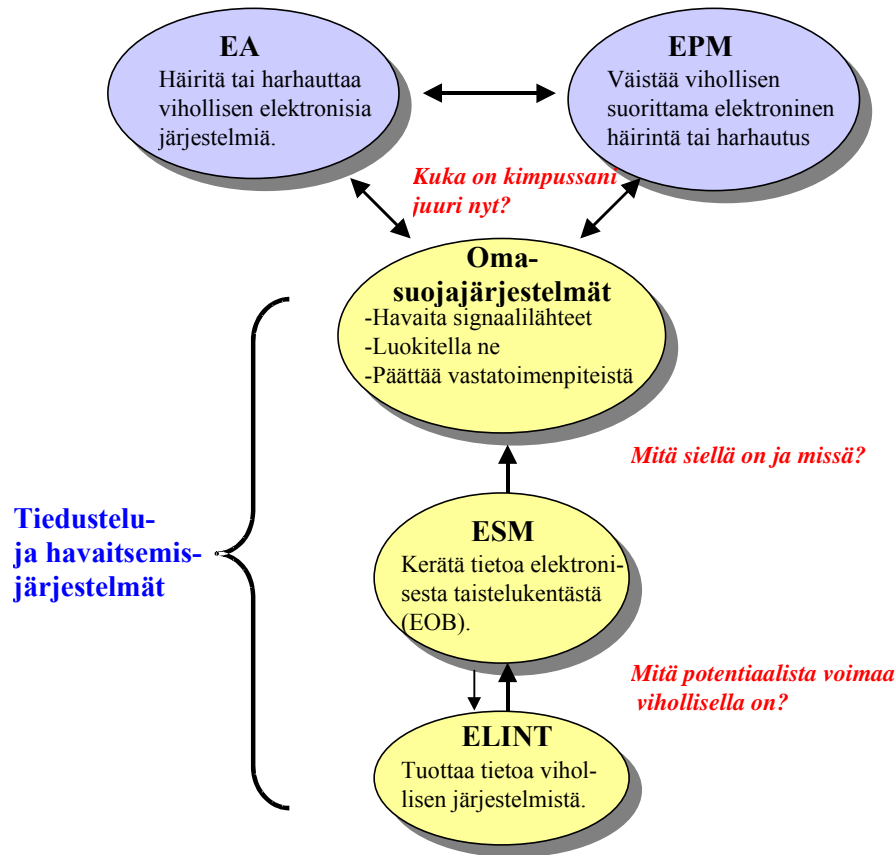 EA
Häiritä tai harhauttaa
vihollisen elektronisia
järjestelmiä.
EPM
Väistää vihollisen
suorittama elektroninen
häirintä tai harhautus
Kuka on kimpussani
juuri nyt?
Oma-
suojajärjestelmät
-Havaita signaalilähteet
-Luokitella ne
-Päättää vastatoimenpiteistä
Mitä siellä on ja missä?
Tiedustelu-
ja havaitsemis-
järjestelmät
ESM
Kerätä tietoa elektroni-
sesta taistelukentästä
(EOB).
Mitä potentiaalista voimaa
vihollisella on?
ELINT
Tuottaa tietoa vihol-
lisen järjestelmistä.